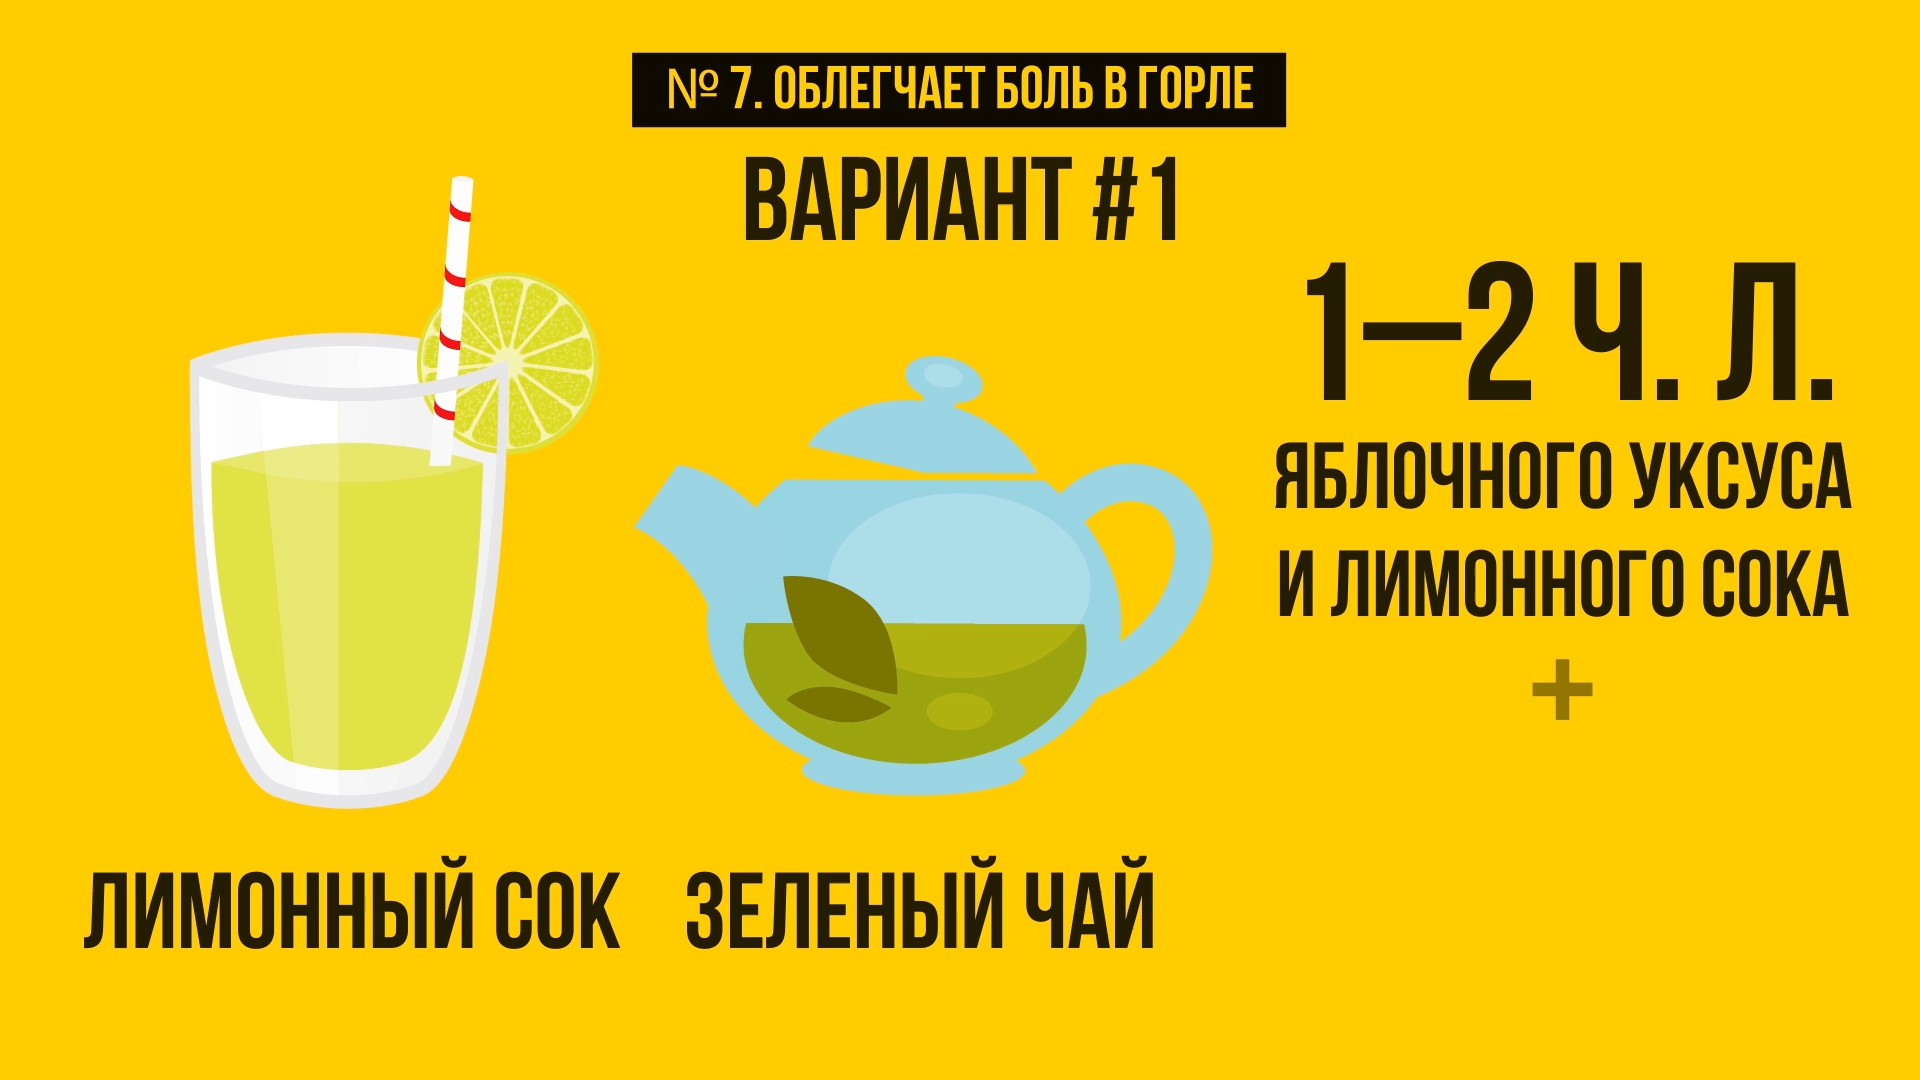 № 7. ОБЛЕГЧАЕТ БОЛЬ В ГОРЛЕ
ВАРИАНТ #1
1–2 Ч. Л.
ЯБЛОЧНОГО УКСУСА
И ЛИМОННОГО СОКА
+
ЛИМОННЫЙ СОК
ЗЕЛЕНЫЙ ЧАЙ